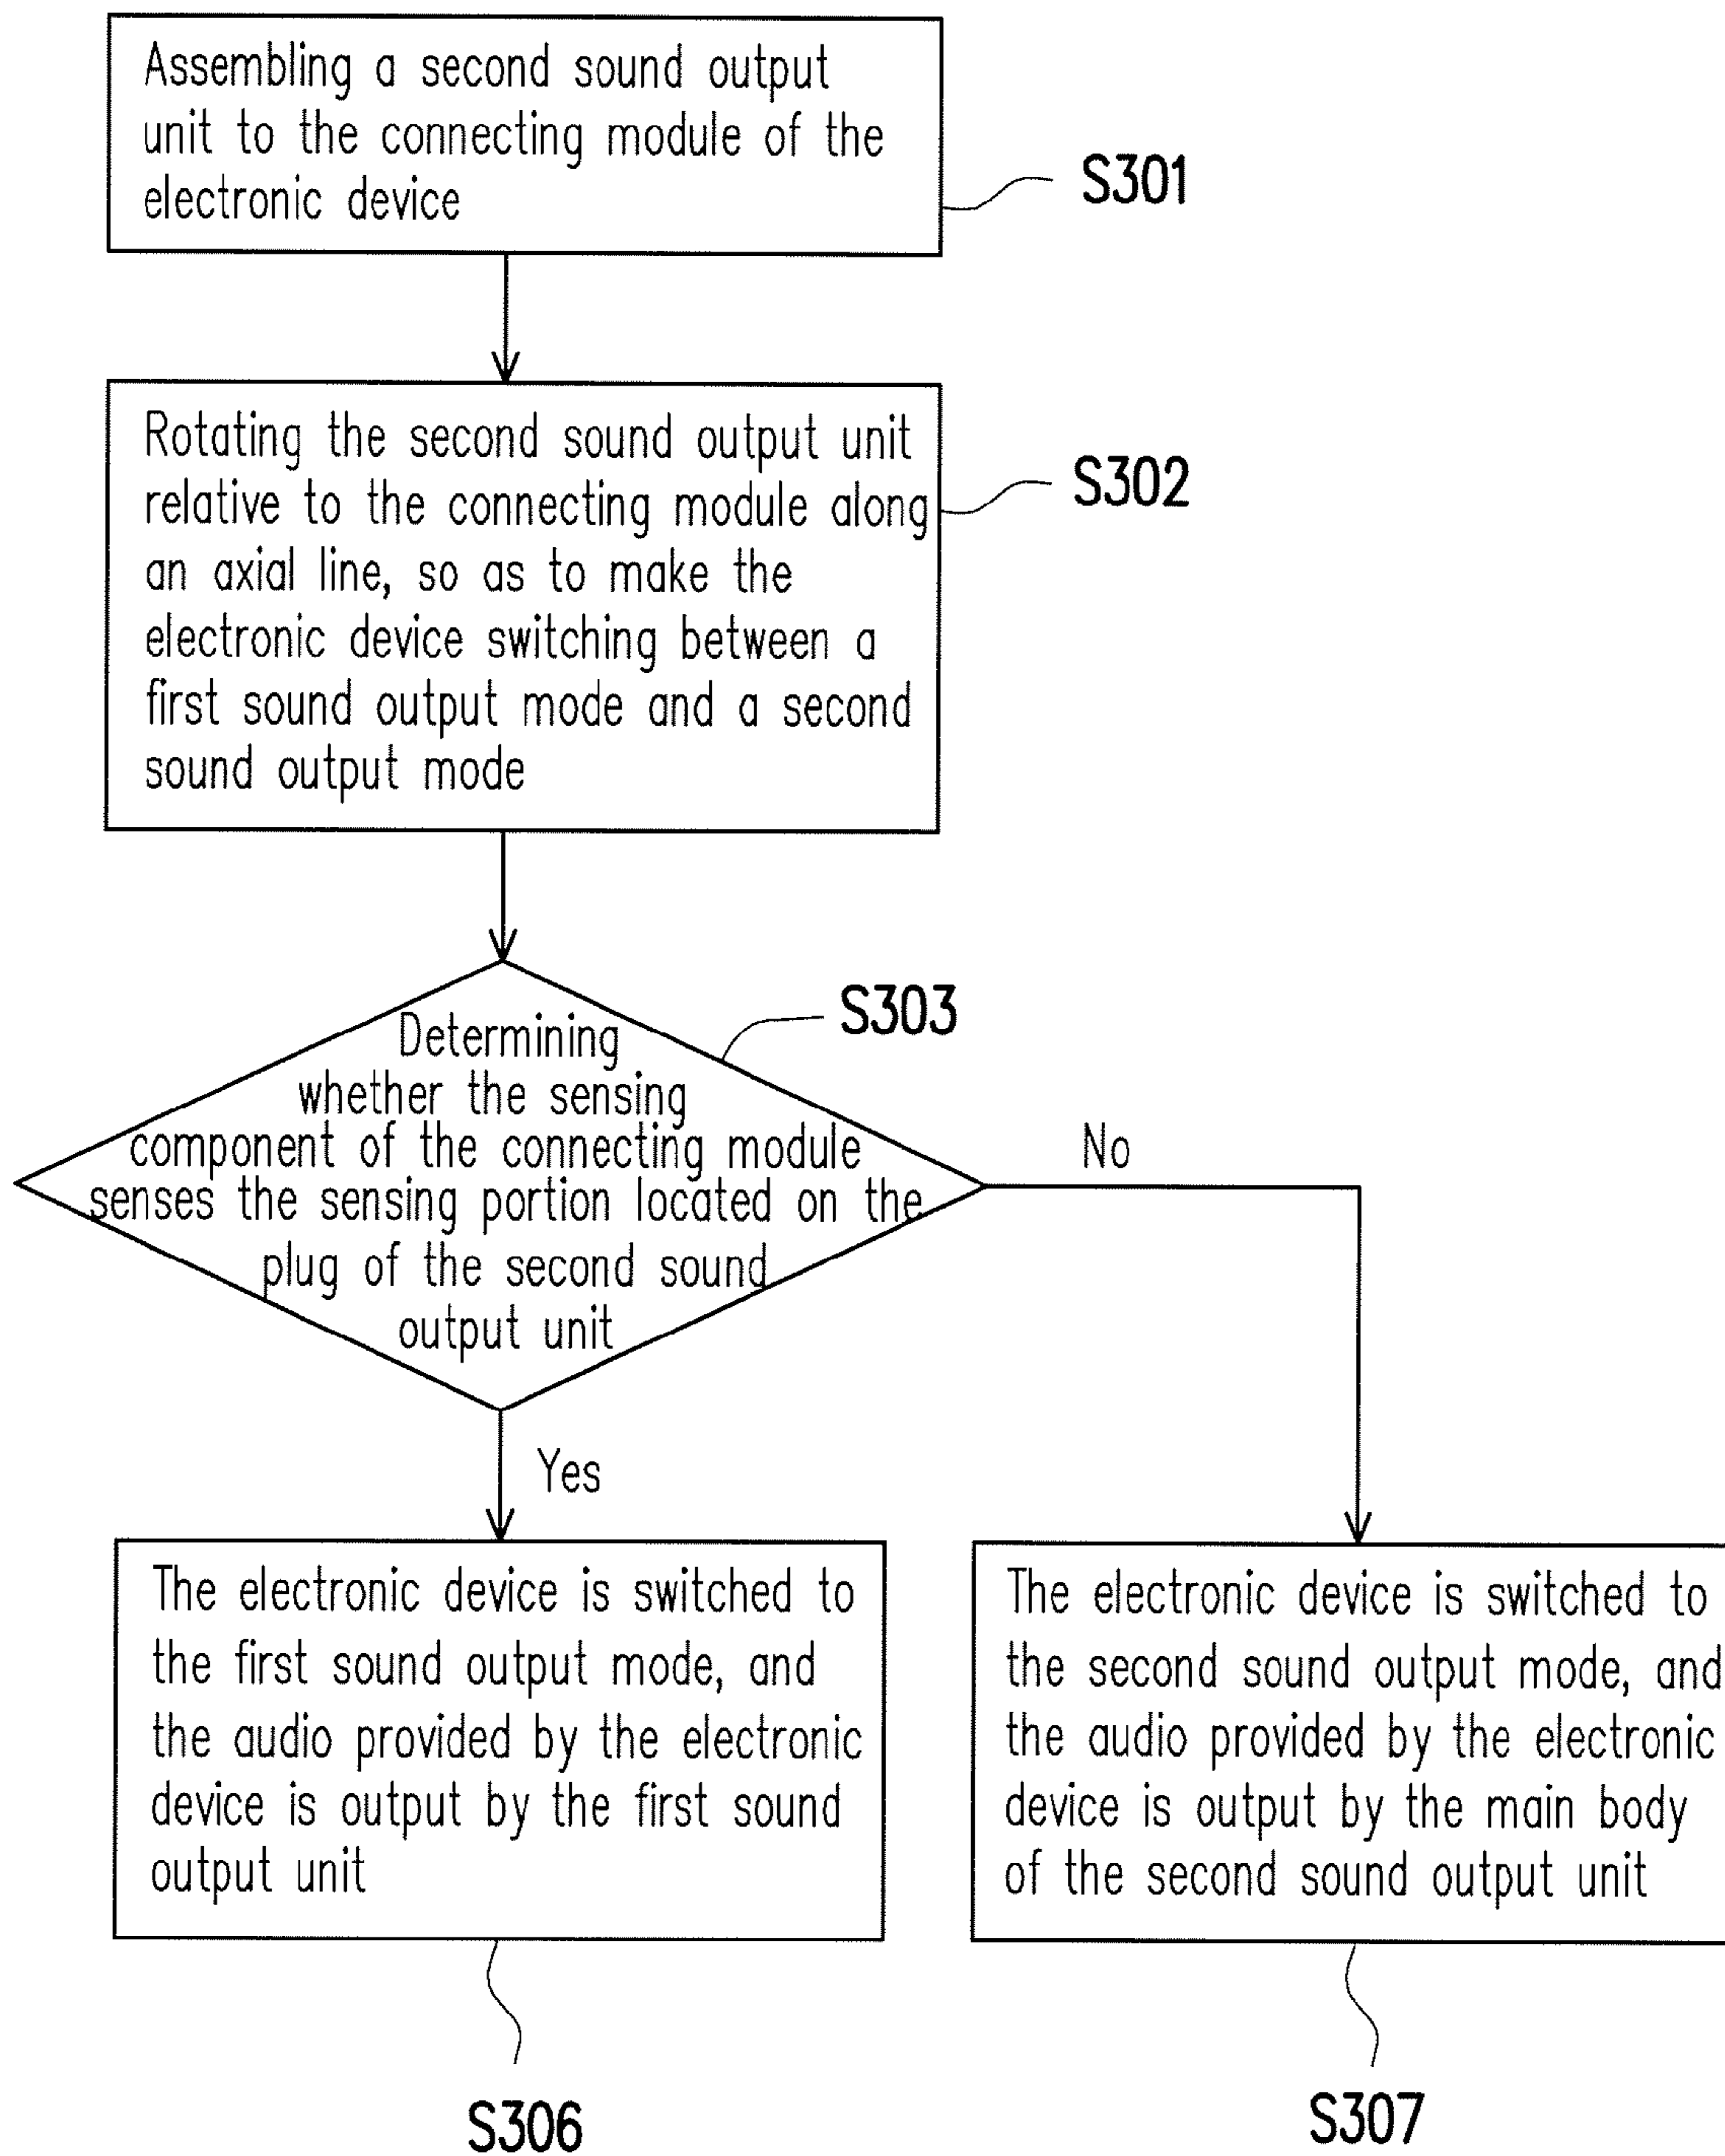 Assembling a second sound output
unit to the connecting module of the
electronic device
S301
Rotating the second sound output unit
relative to the connecting module along
an axial line, so as to make the
electronic device switching between a
first sound output mode and a second
sound output mode
S302
Determining
whether the sensing
component of the connecting module
senses the sensing portion located on the
plug of the second sound
output unit
S303
No
Yes
The electronic device is switched to
the first sound output mode, and
the audio provided by the electronic
device is output by the first sound
output unit
S306
The electronic device is switched to
the second sound output mode, and
the audio provided by the electronic
device is output by the main body
of the second sound output unit
S307